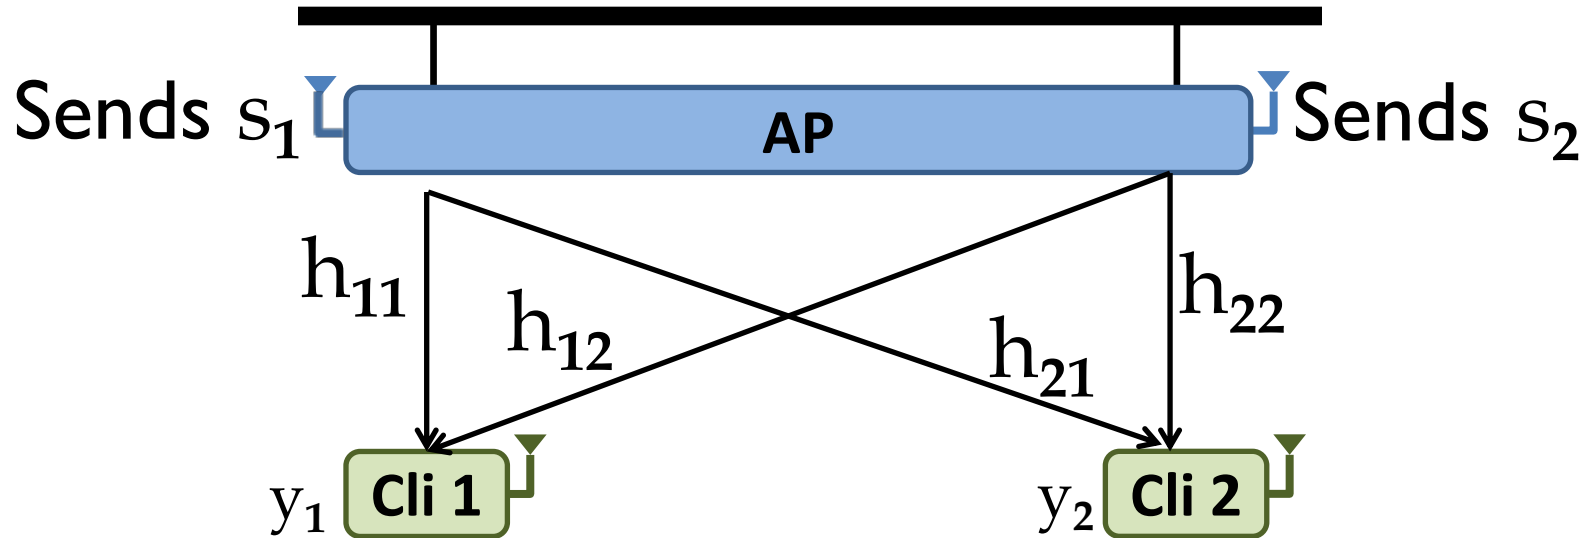 Sends s₁
AP
Sends s₂
h₁₁
h₁₂
h₂₁
h₂₂
y₁
Cli 1
y₂
Cli 2